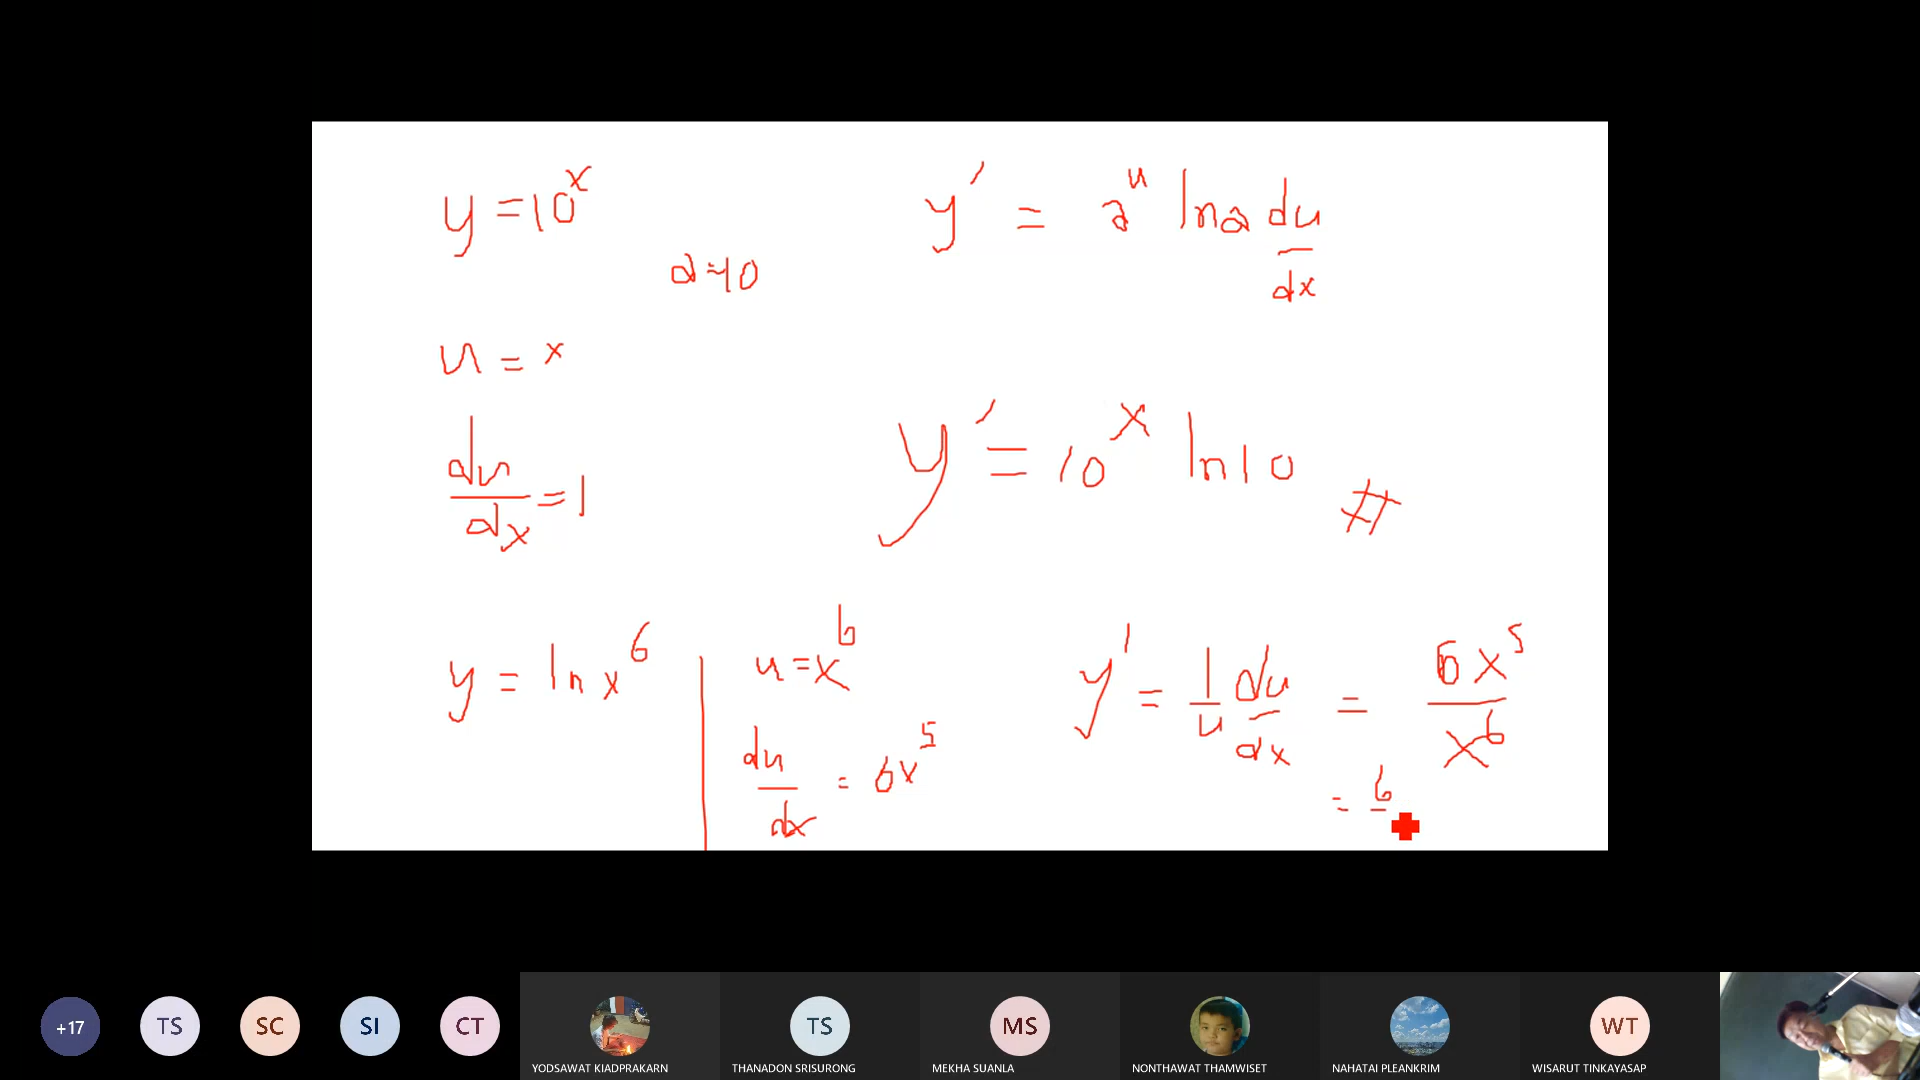 y = 10^x
y' = a^u ln a du/dx
a = 10
u = x
du/dx = 1
y' = 10^x ln 10 #
y = ln x^6
u = x^6
du/dx = 6x^5
y' = 1/u du/dx = 6x^5/x^6
= 6
+17
TS
SC
SI
CT
YODSAWAT KIADPRAKARN
TS
THANADON SRISURONG
MS
MEKHA SUANLA
NONTHAWAT THAMWISET
NAHATAI PLEANKRIM
WT
WISARUT TINKAYASAP